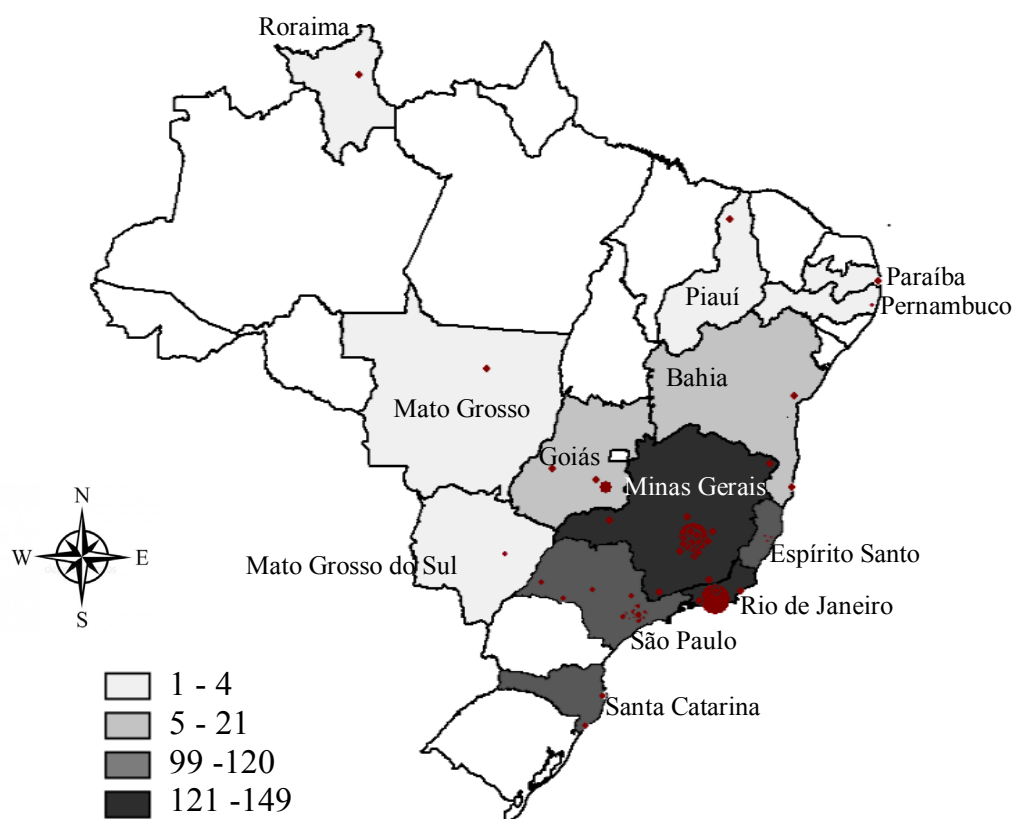 Roraima
Paraíba
Piauí
Pernambuco
Bahia
Mato Grosso
Goiás
Minas Gerais
N
W
E
S
Espírito Santo
Mato Grosso do Sul
Rio de Janeiro
São Paulo
Santa Catarina
1 - 4
5 - 21
99 -120
121 -149